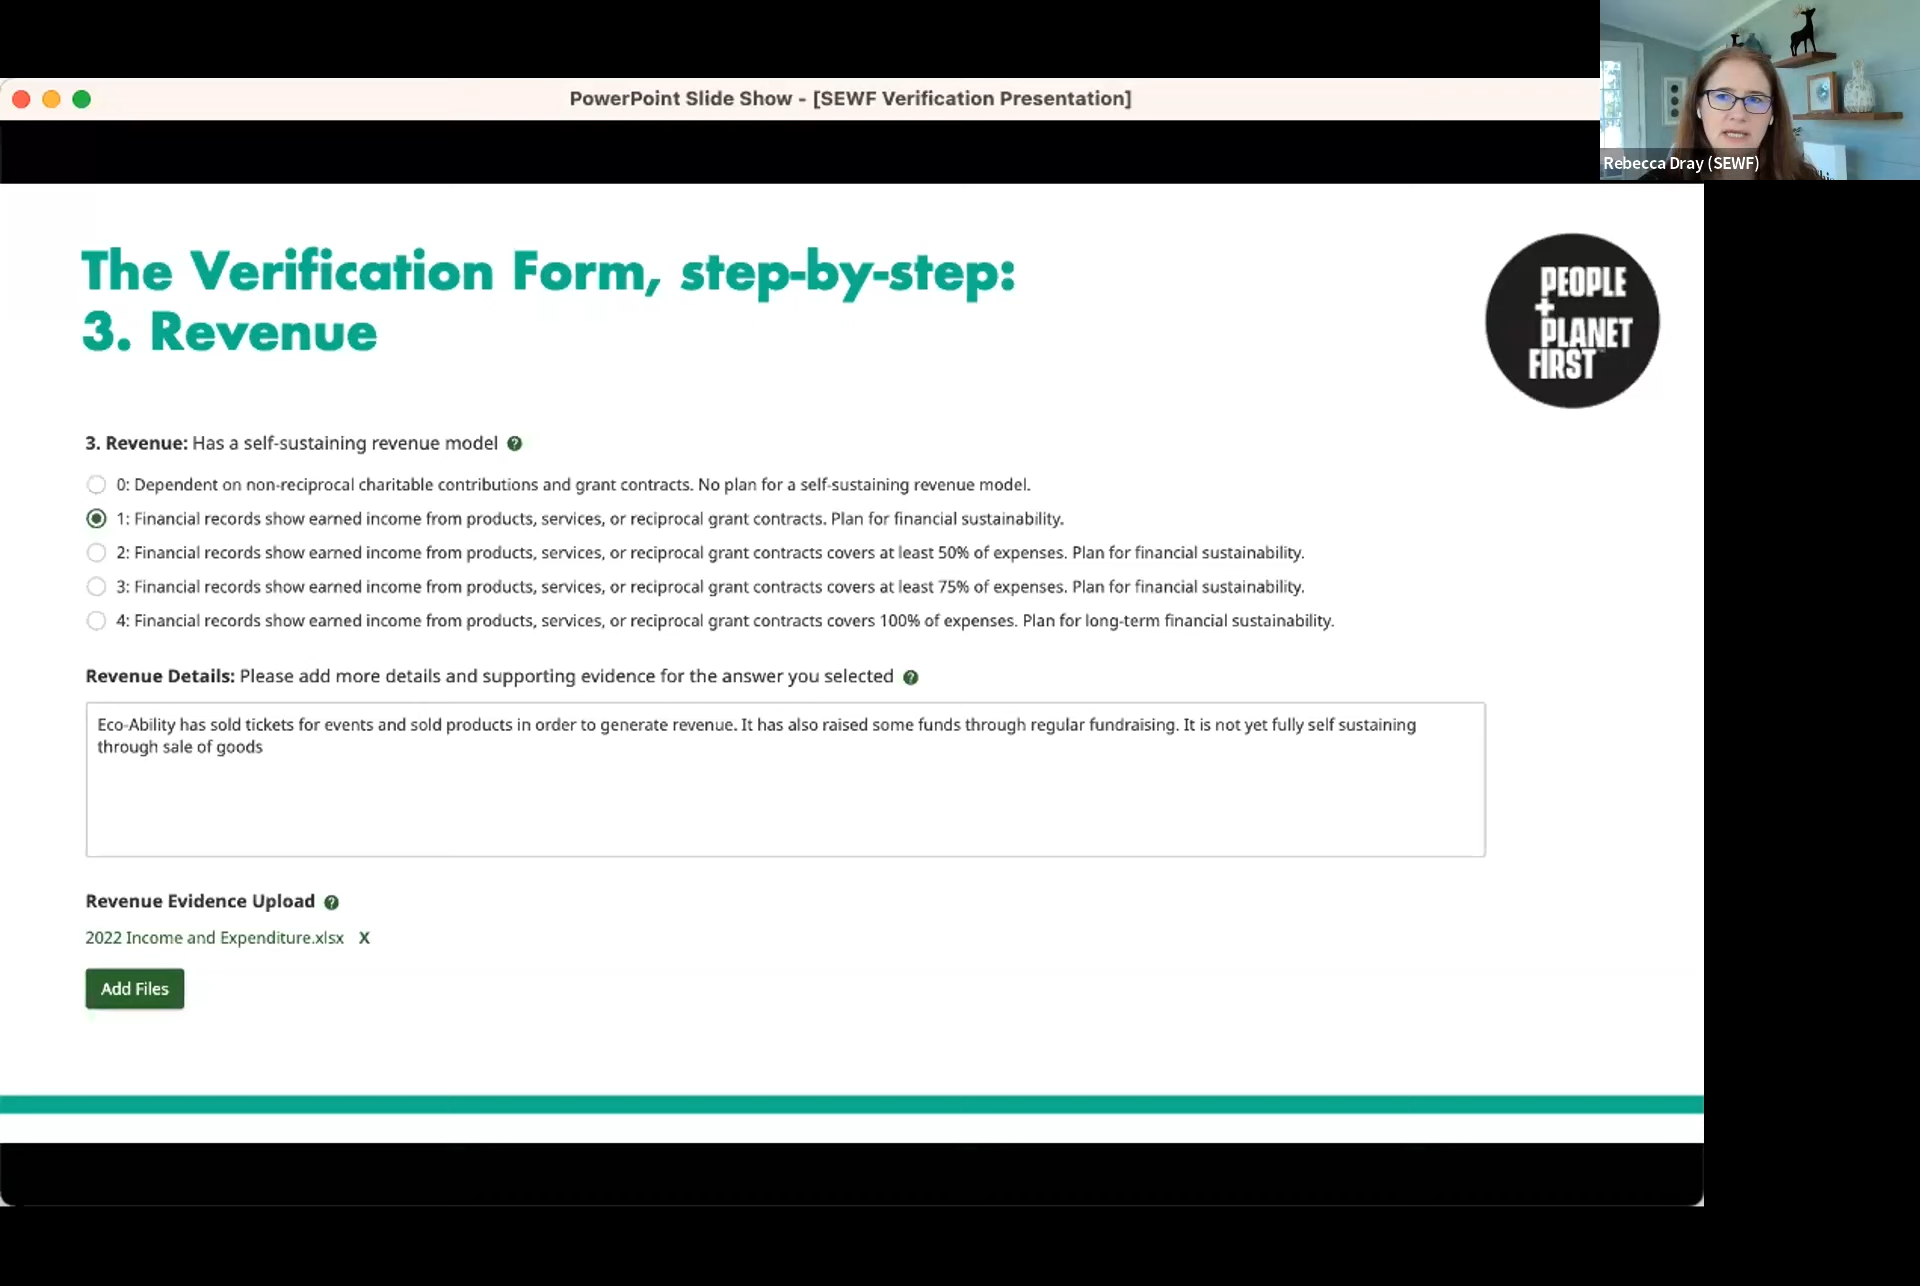 PowerPoint Slide Show - [SEWF Verification Presentation]
Rebecca Dray (SEWF)
The Verification Form, step-by-step:
3. Revenue
PEOPLE
+
PLANET
FIRST
3. Revenue: Has a self-sustaining revenue model ?
0: Dependent on non-reciprocal charitable contributions and grant contracts. No plan for a self-sustaining revenue model.
1: Financial records show earned income from products, services, or reciprocal grant contracts. Plan for financial sustainability.
2: Financial records show earned income from products, services, or reciprocal grant contracts covers at least 50% of expenses. Plan for financial sustainability.
3: Financial records show earned income from products, services, or reciprocal grant contracts covers at least 75% of expenses. Plan for financial sustainability.
4: Financial records show earned income from products, services, or reciprocal grant contracts covers 100% of expenses. Plan for long-term financial sustainability.
Revenue Details: Please add more details and supporting evidence for the answer you selected ?
Eco-Ability has sold tickets for events and sold products in order to generate revenue. It has also raised some funds through regular fundraising. It is not yet fully self sustaining
through sale of goods
Revenue Evidence Upload ?
2022 Income and Expenditure.xlsx X
Add Files